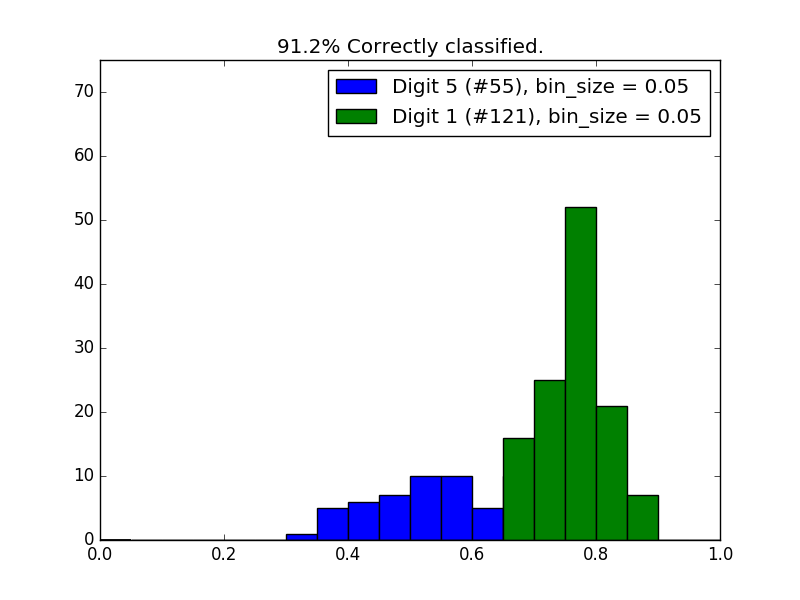 91.2% Correctly classified.
Digit 5 (#55), bin_size = 0.05
Digit 1 (#121), bin_size = 0.05
70
60
50
40
30
20
10
0
0.0 0.2 0.4 0.6 0.8 1.0